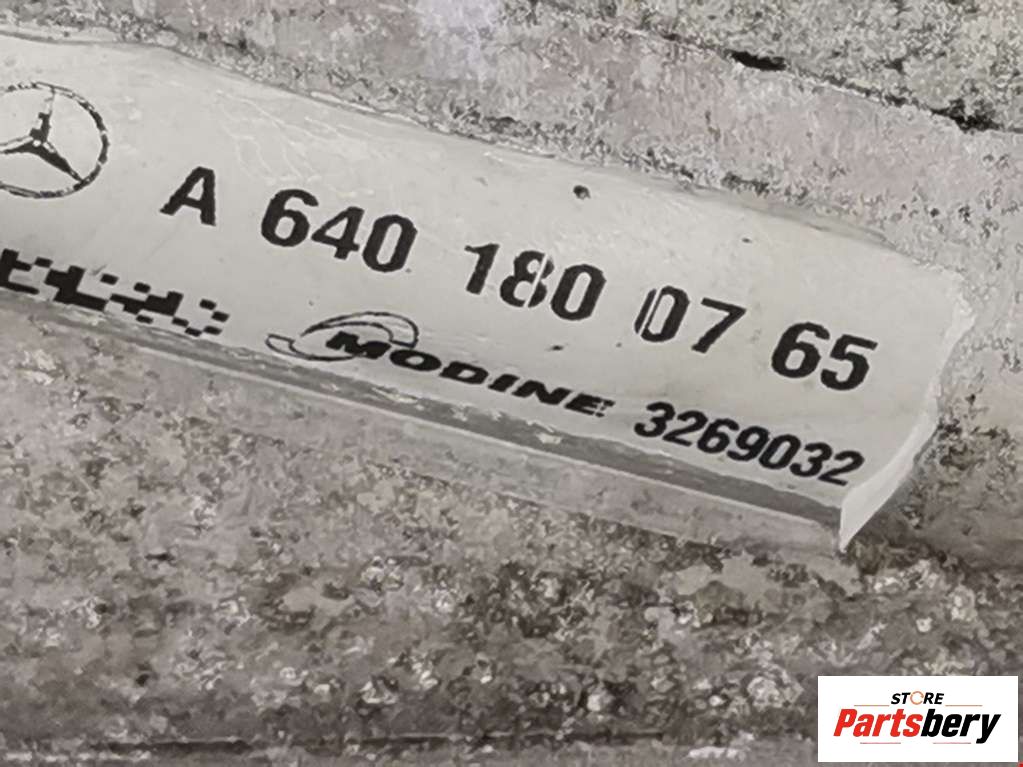 A 640 180 07 65
MODINE 3269032
STORE
Partsbery